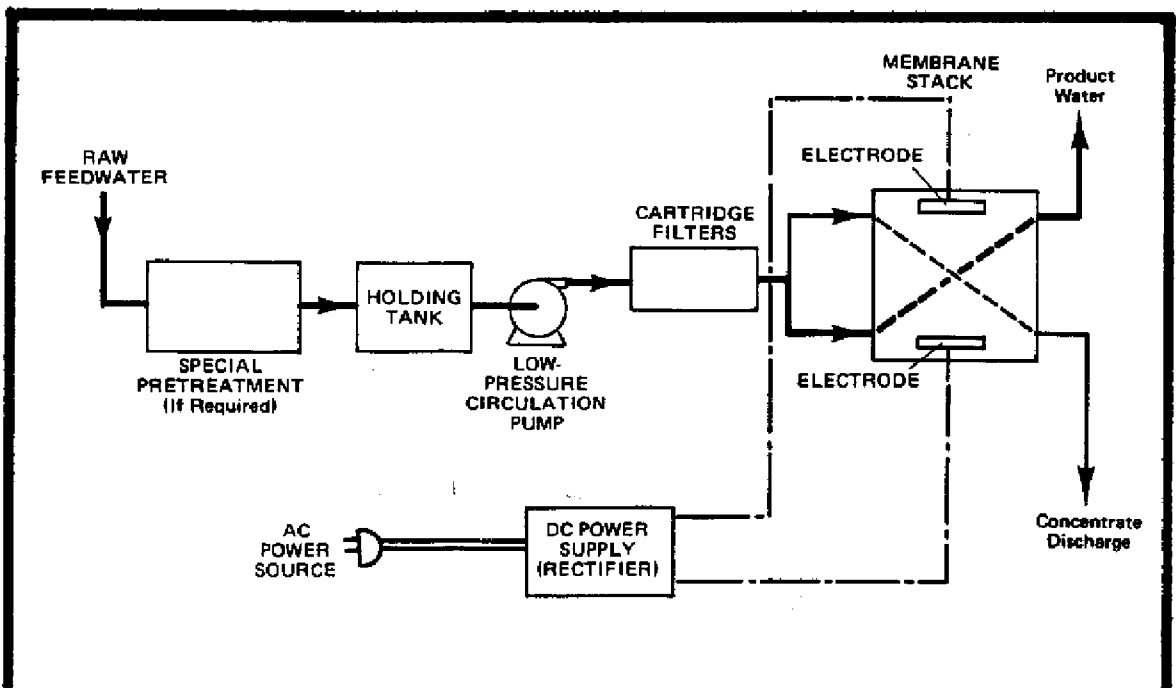 MEMBRANE
STACK
Product
Water
ELECTRODE
RAW
FEEDWATER
CARTRIDGE
FILTERS
HOLDING
TANK
SPECIAL
PRETREATMENT
(If Required)
LOW-
PRESSURE
CIRCULATION
PUMP
ELECTRODE
AC
POWER
SOURCE
DC POWER
SUPPLY
(RECTIFIER)
Concentrate
Discharge